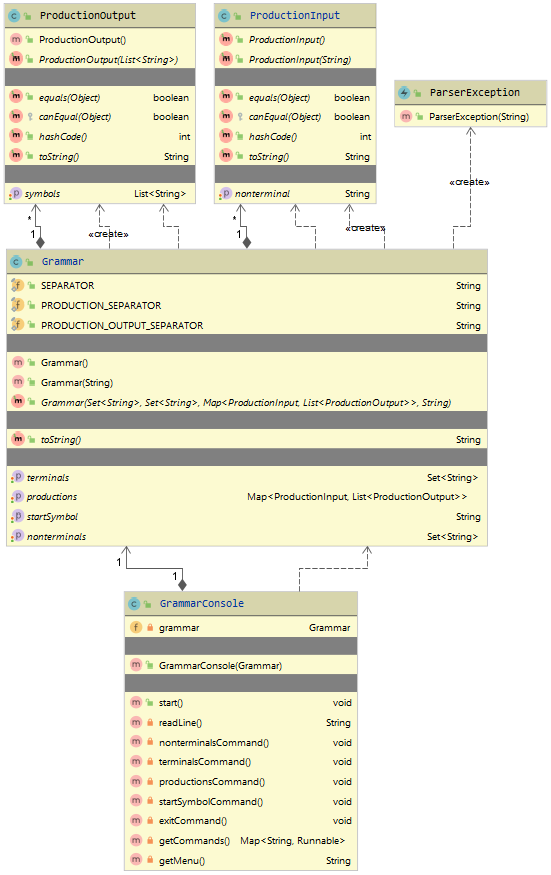 ProductionOutput
ProductionOutput()
ProductionOutput(List<String>)
equals(Object) boolean
canEqual(Object) boolean
hashCode() int
toString() String
symbols List<String>
ProductionInput
ProductionInput()
ProductionInput(String)
equals(Object) boolean
canEqual(Object) boolean
hashCode() int
toString() String
nonterminal String
ParserException
ParserException(String)
«create»
*
1
«create»
*
1
«create»
Grammar
SEPARATOR String
PRODUCTION_SEPARATOR String
PRODUCTION_OUTPUT_SEPARATOR String
Grammar()
Grammar(String)
Grammar(Set<String>, Set<String>, Map<ProductionInput, List<ProductionOutput>>, String)
toString() String
terminals Set<String>
productions Map<ProductionInput, List<ProductionOutput>>
startSymbol String
nonterminals Set<String>
1
1
GrammarConsole
grammar Grammar
GrammarConsole(Grammar)
start() void
readLine() String
nonterminalsCommand() void
terminalsCommand() void
productionsCommand() void
startSymbolCommand() void
exitCommand() void
getCommands() Map<String, Runnable>
getMenu() String